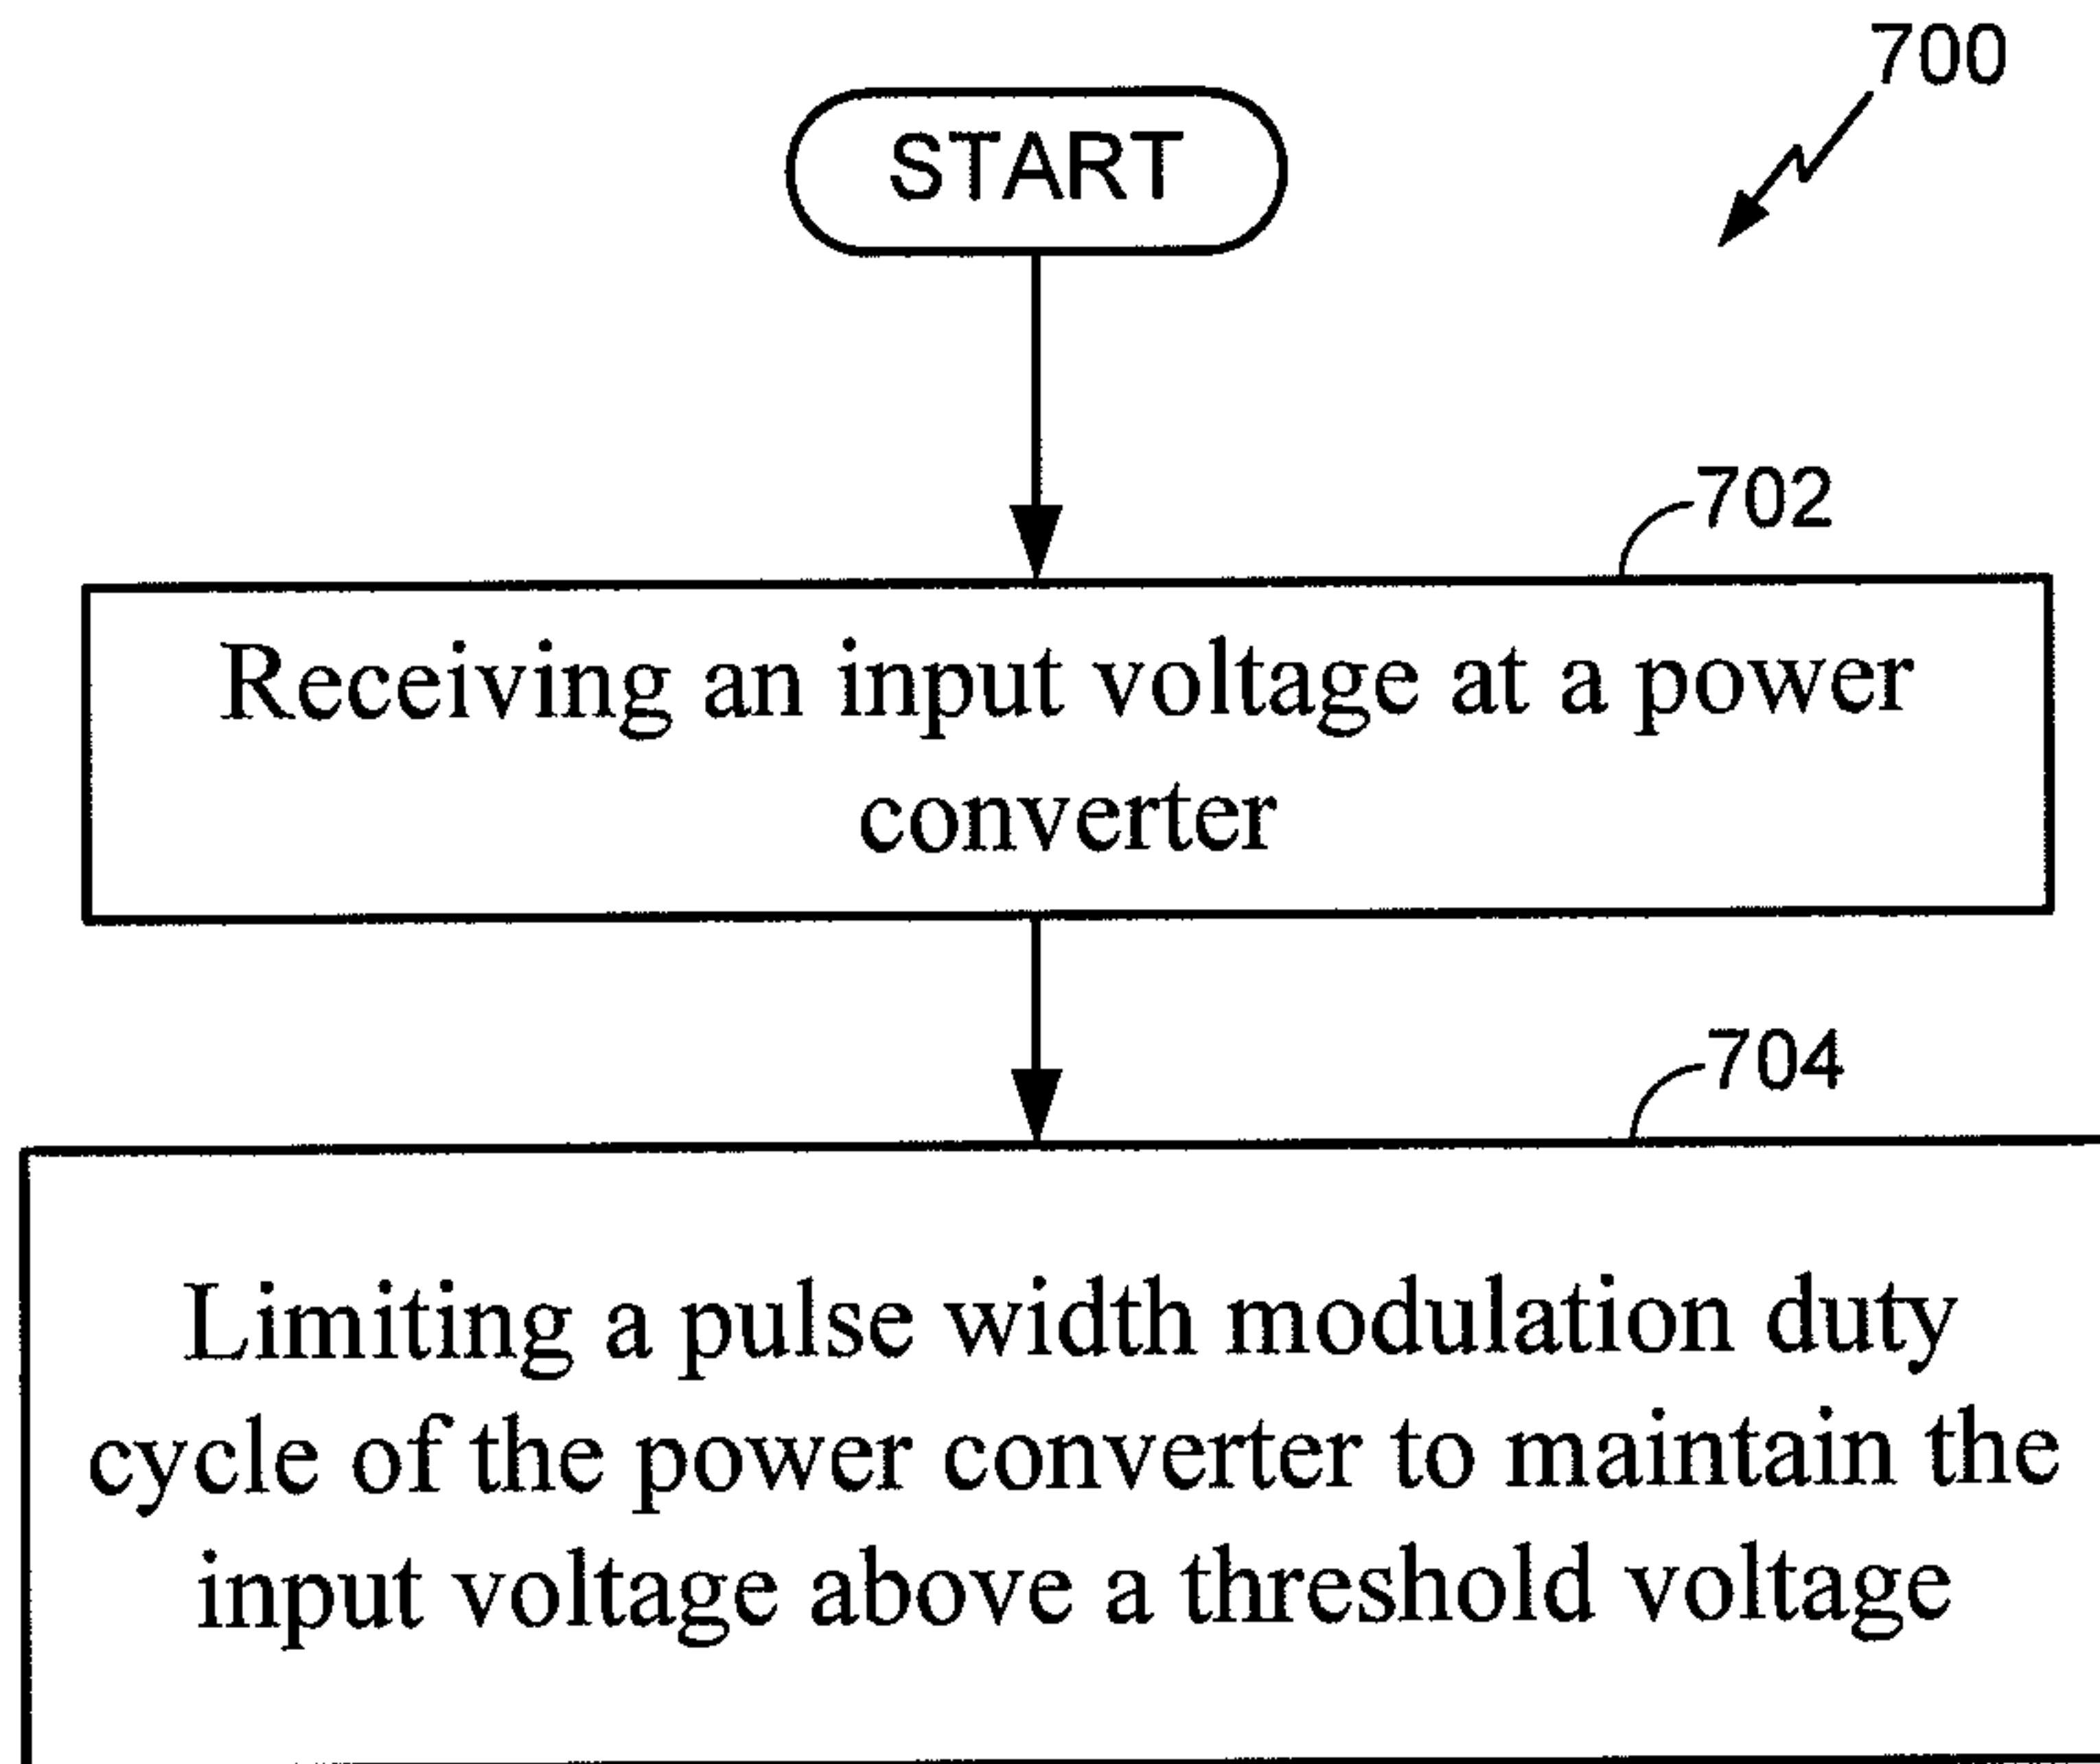 700
START
702
Receiving an input voltage at a power
converter
704
Limiting a pulse width modulation duty
cycle of the power converter to maintain the
input voltage above a threshold voltage